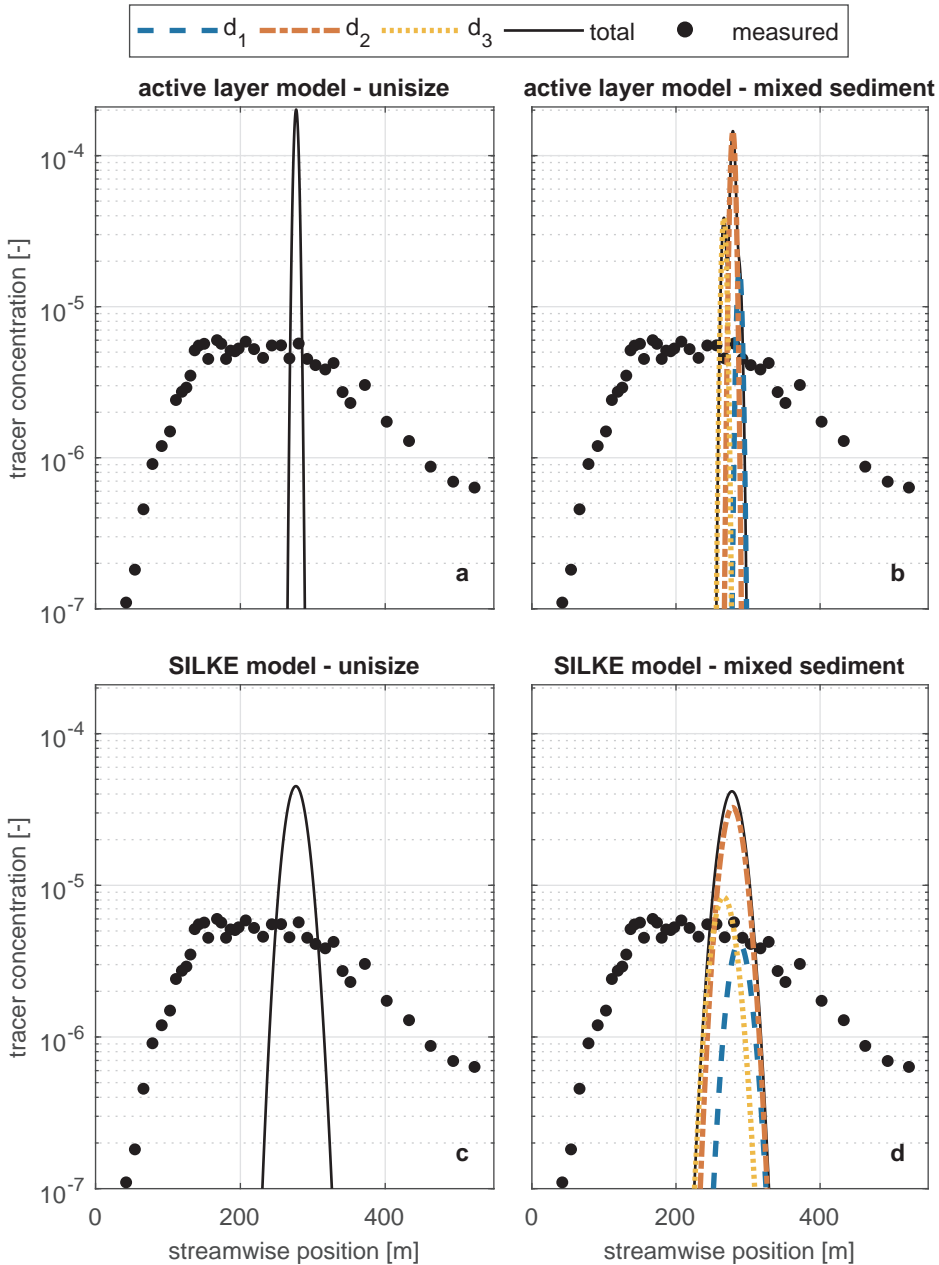 d₁ d₂ d₃ total measured
active layer model - unisize
active layer model - mixed sediment
tracer concentration [-]
10⁻⁴
10⁻⁵
10⁻⁶
10⁻⁷
a
b
SILKE model - unisize
SILKE model - mixed sediment
tracer concentration [-]
10⁻⁴
10⁻⁵
10⁻⁶
10⁻⁷
c
d
0 200 400
0 200 400
streamwise position [m]
streamwise position [m]